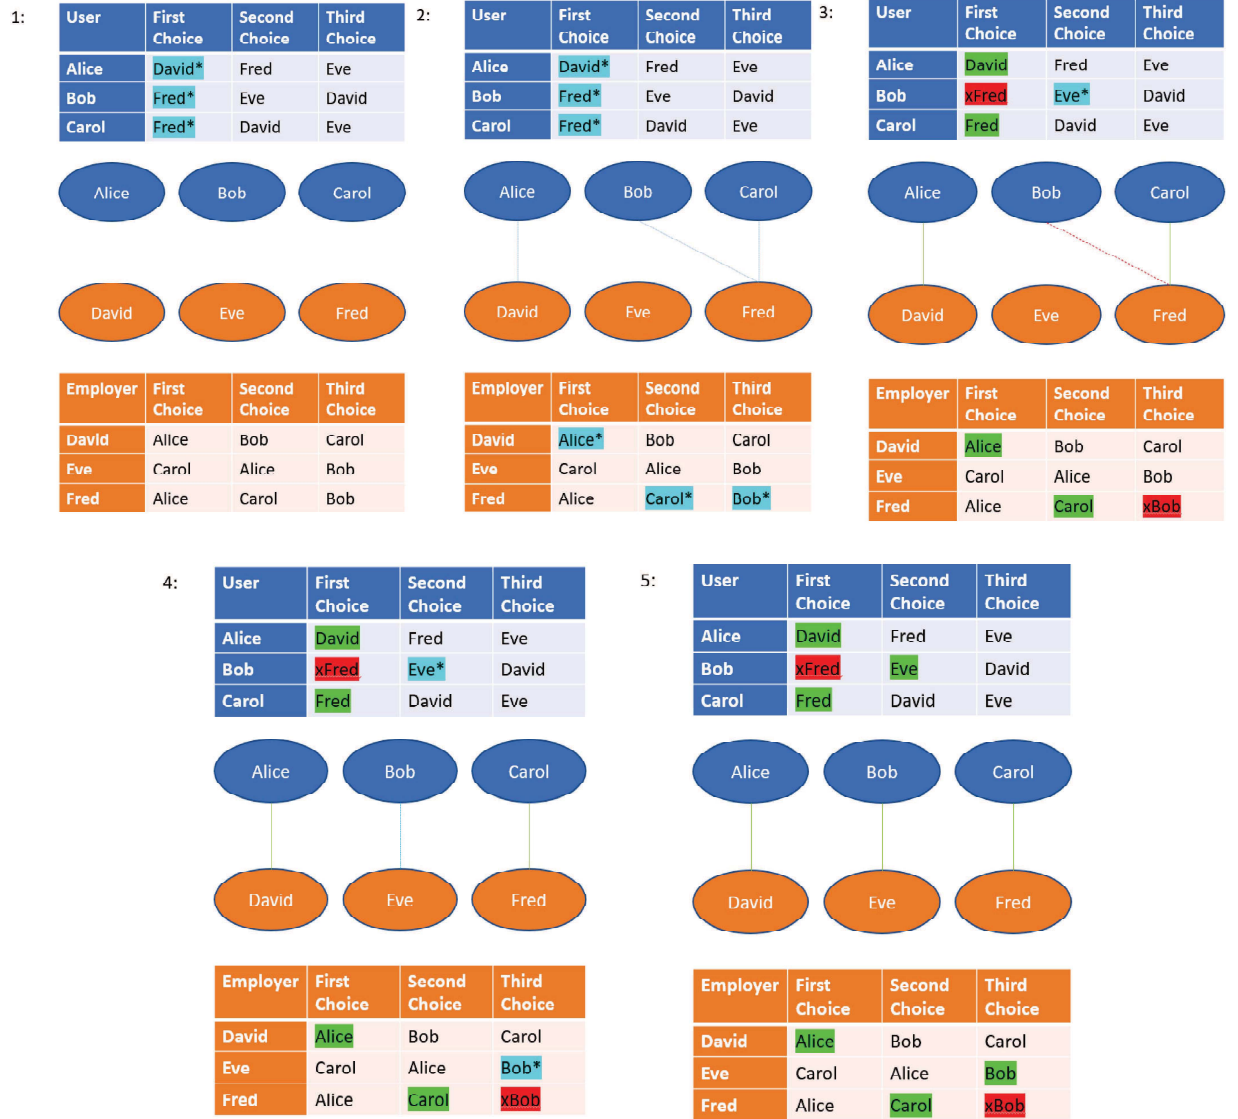 1:
User First Choice Second Choice Third Choice
Alice David* Fred Eve
Bob Fred* Eve David
Carol Fred* David Eve
Alice Bob Carol
David Eve Fred
Employer First Choice Second Choice Third Choice
David Alice Bob Carol
Eve Carol Alice Bob
Fred Alice Carol Bob
2:
User First Choice Second Choice Third Choice
Alice David* Fred Eve
Bob Fred* Eve David
Carol Fred* David Eve
Alice Bob Carol
David Eve Fred
Employer First Choice Second Choice Third Choice
David Alice* Bob Carol
Eve Carol Alice Bob
Fred Alice Carol* Bob*
3:
User First Choice Second Choice Third Choice
Alice David Fred Eve
Bob xFred Eve* David
Carol Fred David Eve
Alice Bob Carol
David Eve Fred
Employer First Choice Second Choice Third Choice
David Alice Bob Carol
Eve Carol Alice Bob
Fred Alice Carol xBob
4:
User First Choice Second Choice Third Choice
Alice David Fred Eve
Bob xFred Eve* David
Carol Fred David Eve
Alice Bob Carol
David Eve Fred
Employer First Choice Second Choice Third Choice
David Alice Bob Carol
Eve Carol Alice Bob*
Fred Alice Carol xBob
5:
User First Choice Second Choice Third Choice
Alice David Fred Eve
Bob xFred Eve David
Carol Fred David Eve
Alice Bob Carol
David Eve Fred
Employer First Choice Second Choice Third Choice
David Alice Bob Carol
Eve Carol Alice Bob
Fred Alice Carol xBob